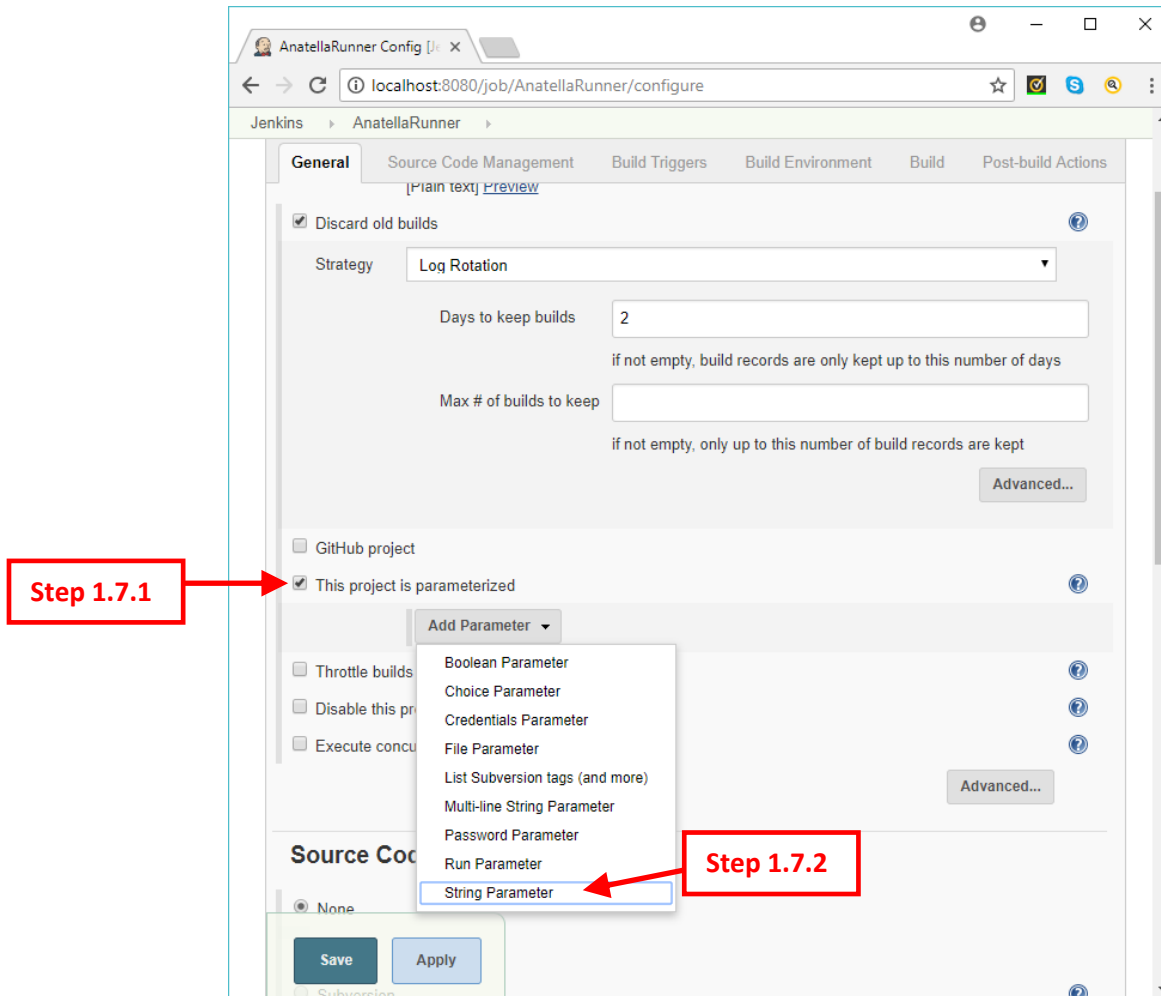 AnatellaRunner Config [Je
localhost:8080/job/AnatellaRunner/configure
Jenkins AnatellaRunner
General Source Code Management Build Triggers Build Environment Build Post-build Actions
[Plain text] Preview
Discard old builds
Strategy Log Rotation
Days to keep builds 2
if not empty, build records are only kept up to this number of days
Max # of builds to keep
if not empty, only up to this number of build records are kept
Advanced...
GitHub project
Step 1.7.1 This project is parameterized
Add Parameter
Boolean Parameter
Throttle builds
Choice Parameter
Disable this pr
Credentials Parameter
File Parameter
Execute concu
List Subversion tags (and more)
Advanced...
Multi-line String Parameter
Password Parameter
Source Coc
Run Parameter
Step 1.7.2
String Parameter
None
Save Apply
Subversion